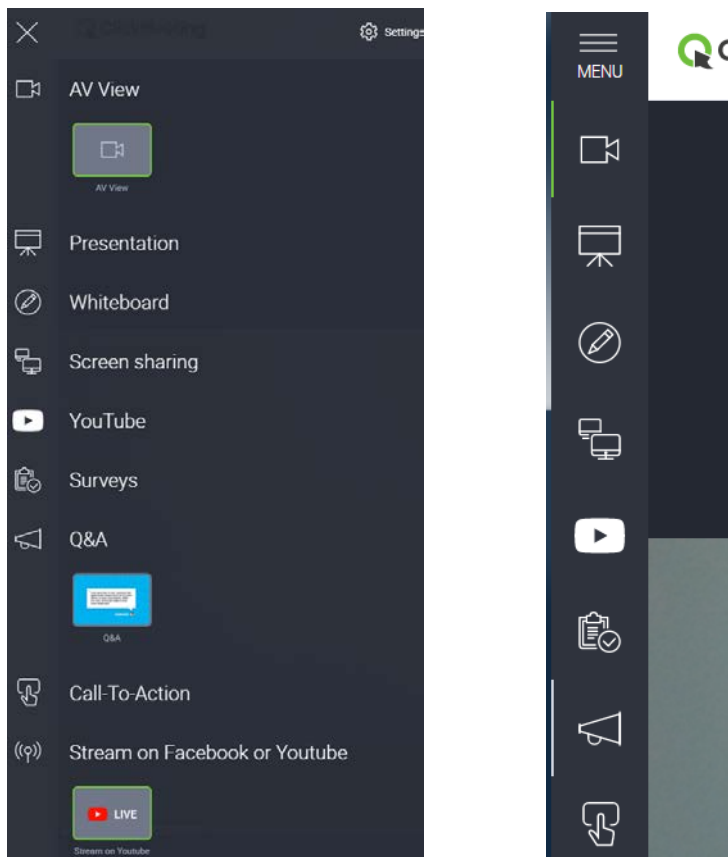 Settings
AV View
AV View
Presentation
Whiteboard
Screen sharing
YouTube
Surveys
Q&A
Q&A
Call-To-Action
Stream on Facebook or Youtube
LIVE
Stream on Youtube
MENU